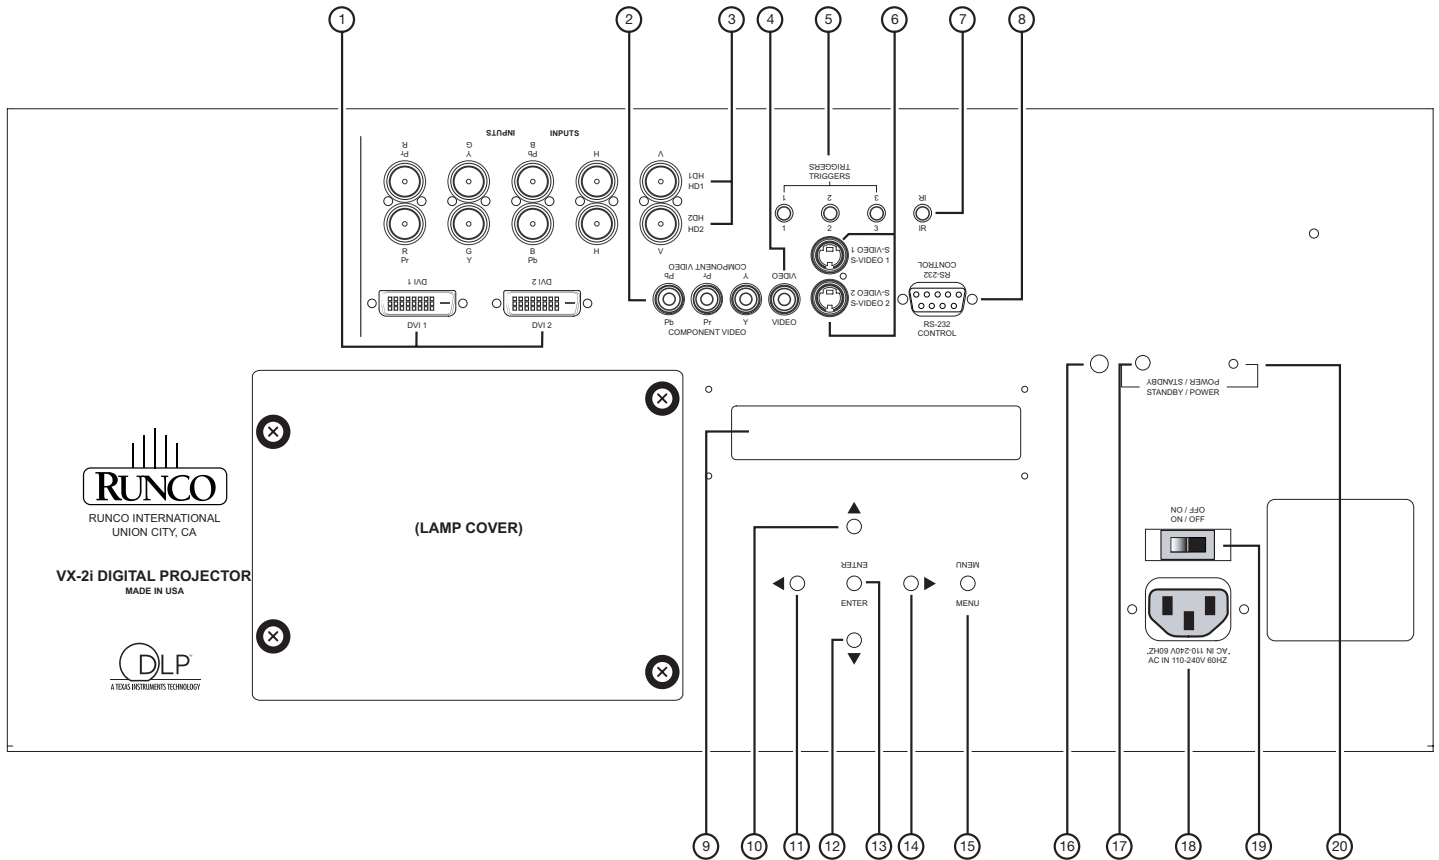 1 2 3 4 5 6 7 8
INPUTS INPUTS
R G B
Pr Y Pb H V
HD1
HD1
HD2
HD2
R G B H V
Pr Y Pb
DVI 1 DVI 2
DVI 1 DVI 2
TRIGGERS
TRIGGERS
1 2 3
1 2 3
IR
IR
COMPONENT VIDEO
Pb Pr Y VIDEO
Pb Pr Y VIDEO
COMPONENT VIDEO
S-VIDEO 1
S-VIDEO 1
S-VIDEO 2
S-VIDEO 2
RS-232
CONTROL
RS-232
CONTROL
STANDBY / POWER
STANDBY / POWER
RUNCO
RUNCO INTERNATIONAL
UNION CITY, CA
VX-2i DIGITAL PROJECTOR
MADE IN USA
DLP™
A TEXAS INSTRUMENTS TECHNOLOGY
(LAMP COVER)
ENTER
ENTER
MENU
MENU
ON / OFF
ON / OFF
AC IN 110-240V 60HZ
AC IN 110-240V 60HZ
9 10 11 12 13 14 15 16 17 18 19 20